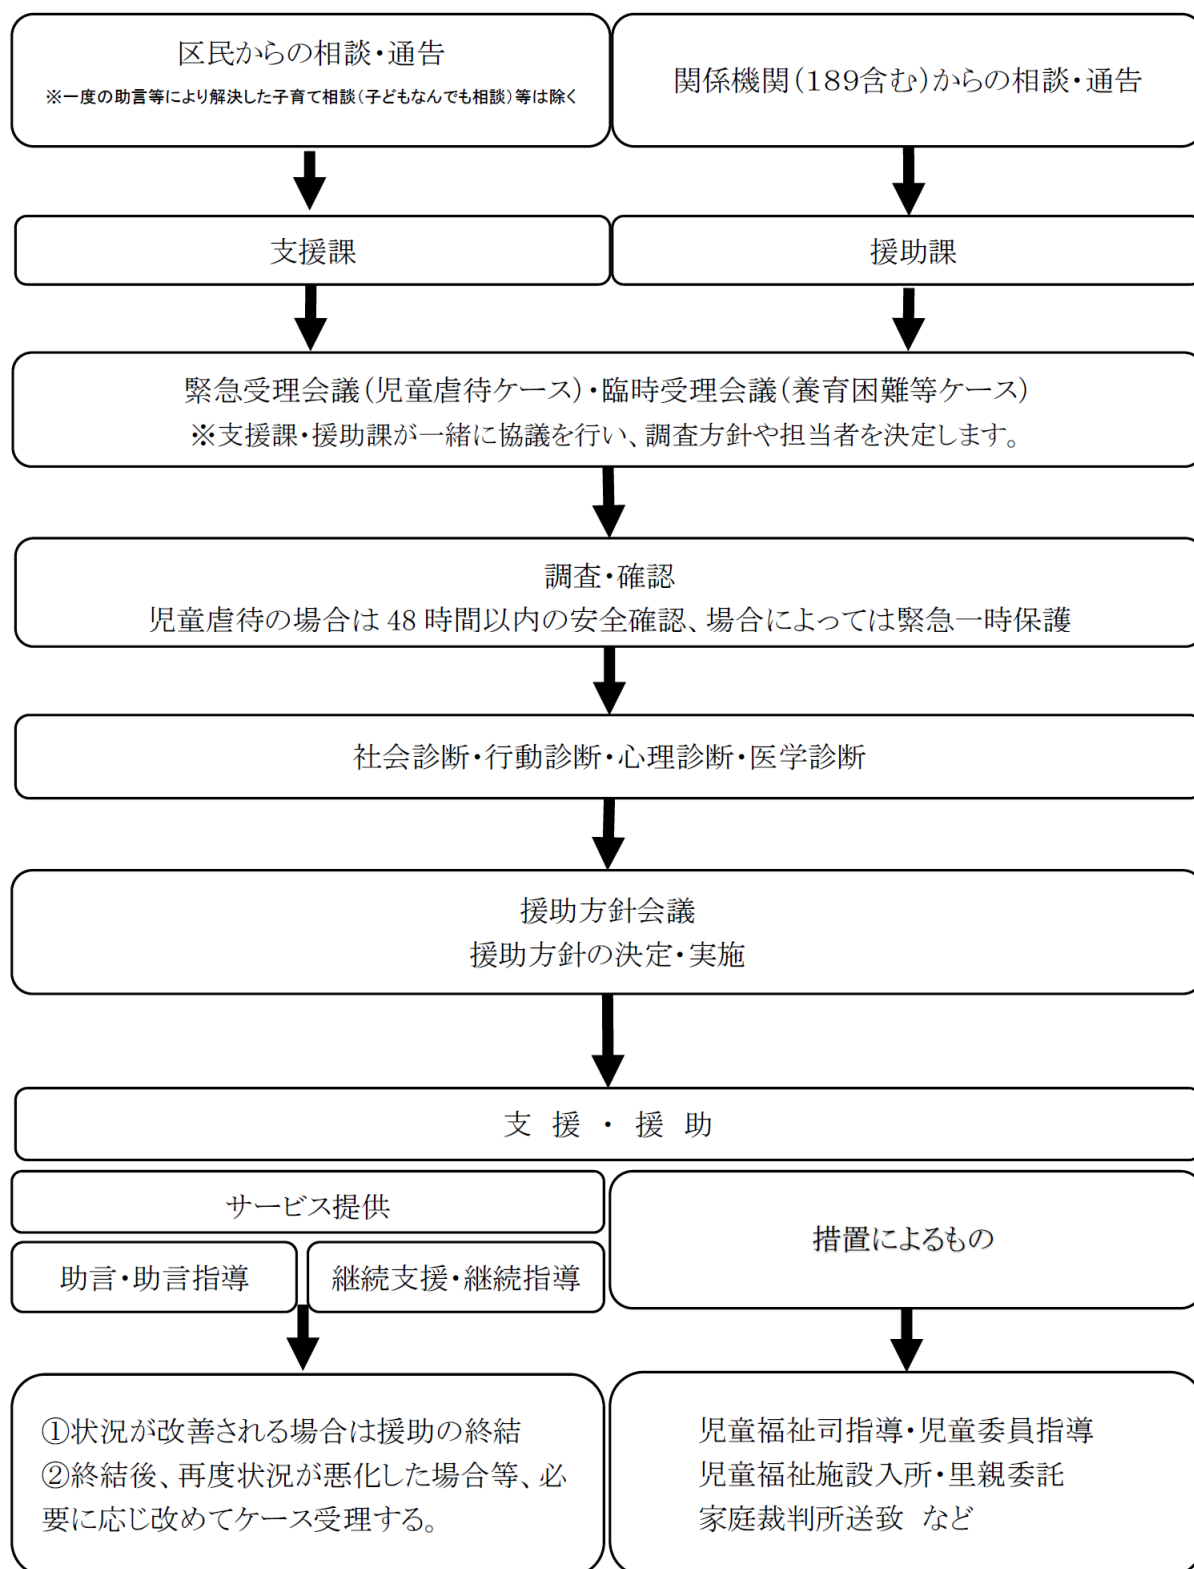 区民からの相談・通告
※一度の助言等により解決した子育て相談(子どもなんでも相談)等は除く
関係機関(189含む)からの相談・通告
支援課
援助課
緊急受理会議(児童虐待ケース)・臨時受理会議(養育困難等ケース)
※支援課・援助課が一緒に協議を行い、調査方針や担当者を決定します。
調査・確認
児童虐待の場合は 48 時間以内の安全確認、場合によっては緊急一時保護
社会診断・行動診断・心理診断・医学診断
援助方針会議
援助方針の決定・実施
支 援 ・ 援 助
サービス提供
助言・助言指導
継続支援・継続指導
措置によるもの
①状況が改善される場合は援助の終結
②終結後、再度状況が悪化した場合等、必
要に応じ改めてケース受理する。
児童福祉司指導・児童委員指導
児童福祉施設入所・里親委託
家庭裁判所送致 など